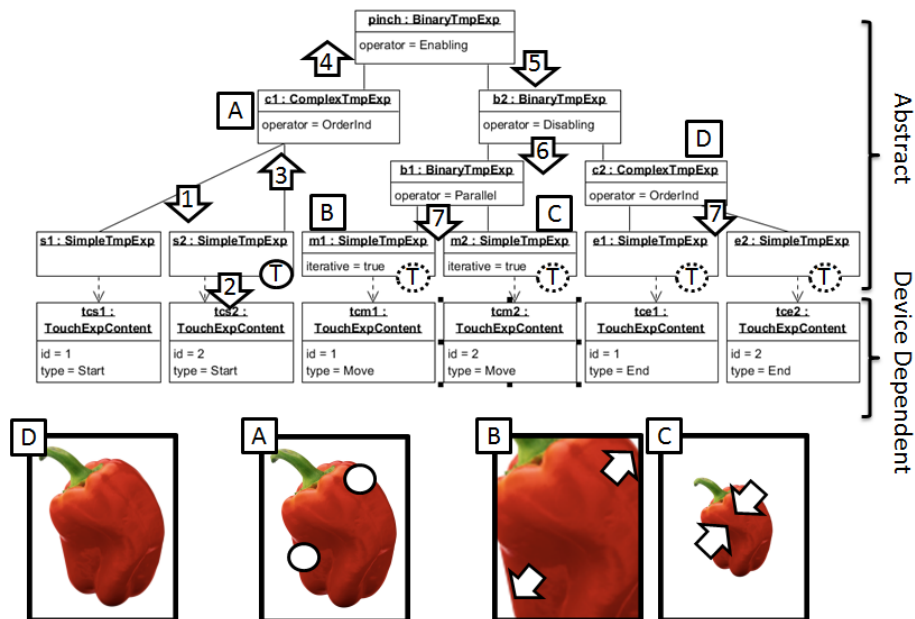 pinch : BinaryTmpExp
operator = Enabling
4
5
A
c1 : ComplexTmpExp
operator = OrderInd
b2 : BinaryTmpExp
operator = Disabling
D
3
6
b1 : BinaryTmpExp
operator = Parallel
c2 : ComplexTmpExp
operator = OrderInd
Abstract
1
B
7
C
7
s1 : SimpleTmpExp
s2 : SimpleTmpExp
m1 : SimpleTmpExp
iterative = true
m2 : SimpleTmpExp
iterative = true
e1 : SimpleTmpExp
e2 : SimpleTmpExp
T
T
T
T
T
2
tcs1 :
TouchExpContent
id = 1
type = Start
tcs2 :
TouchExpContent
id = 2
type = Start
tcm1 :
TouchExpContent
id = 1
type = Move
tcm2 :
TouchExpContent
id = 2
type = Move
tce1 :
TouchExpContent
id = 1
type = End
tce2 :
TouchExpContent
id = 2
type = End
Device Dependent
D
A
B
C